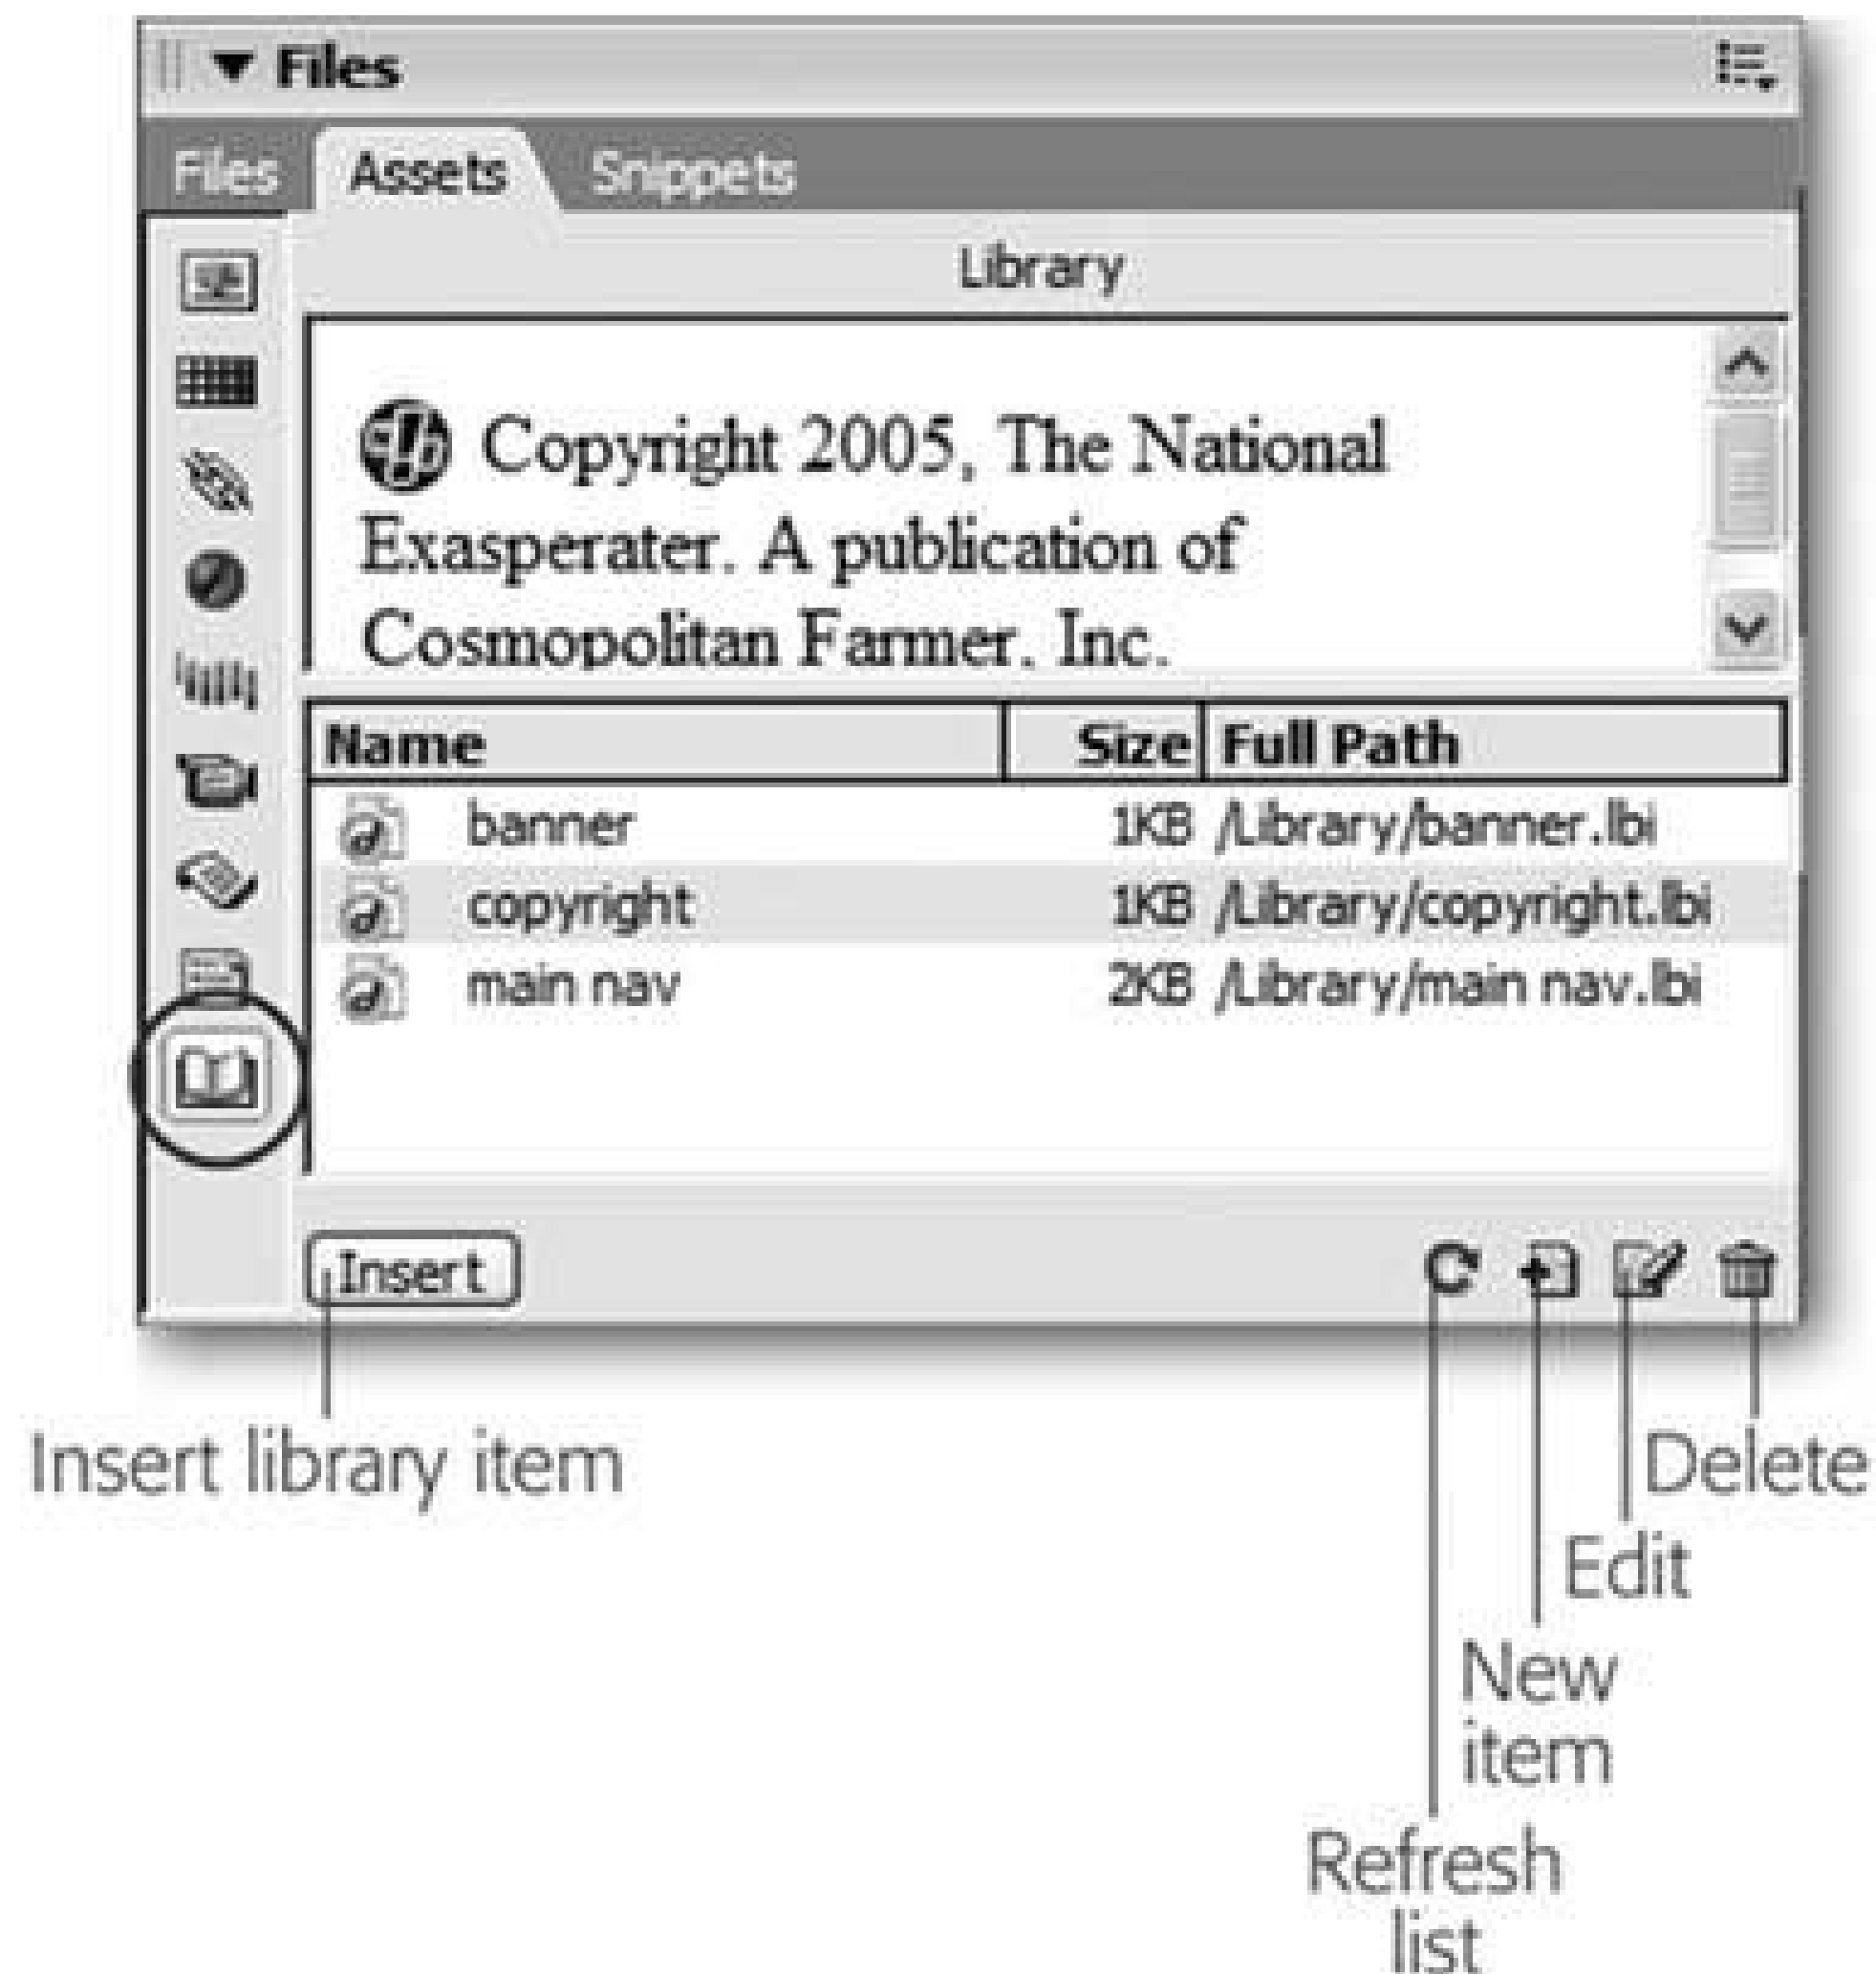 Files
Files Assets Snippets
Library
Copyright 2005, The National
Exasperater. A publication of
Cosmopolitan Farmer, Inc.
Name Size Full Path
banner 1KB /Library/banner.lbi
copyright 1KB /Library/copyright.lbi
main nav 2KB /Library/main nav.lbi
Insert
Insert library item
Delete
Edit
New
item
Refresh
list